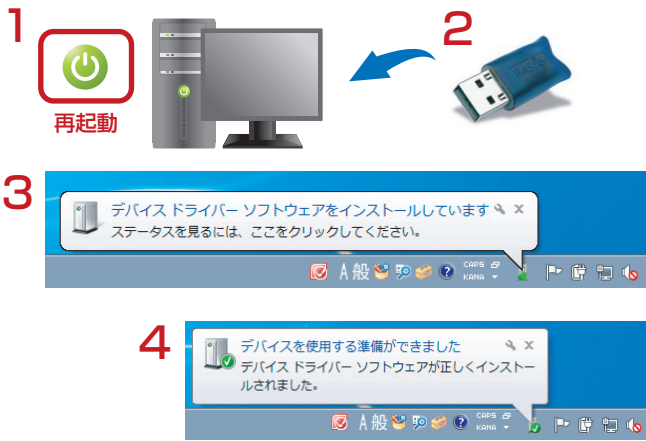 1
2
再起動
3
デバイス ドライバー ソフトウェアをインストールしています
ステータスを見るには、ここをクリックしてください。
A 般
CAPS
KANA
4
デバイスを使用する準備ができました
デバイス ドライバー ソフトウェアが正しくインストー
ルされました。
A 般
CAPS
KANA